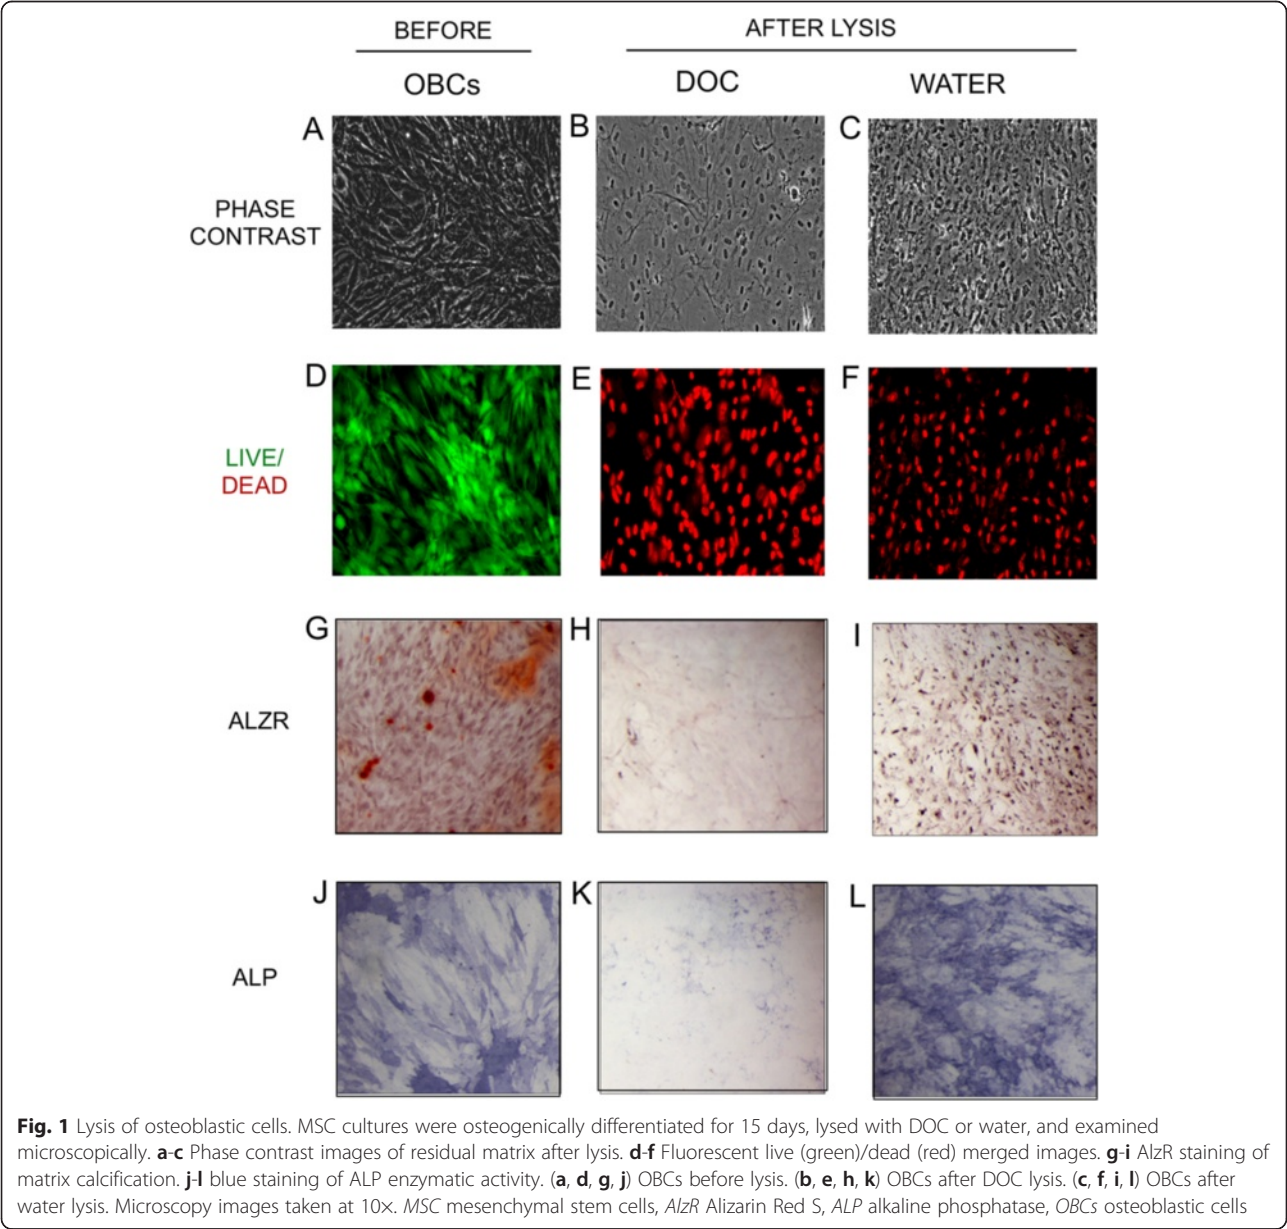 BEFORE
AFTER LYSIS
OBCs
DOC
WATER
A
B
C
PHASE
CONTRAST
D
E
F
LIVE/
DEAD
G
H
I
ALZR
J
K
L
ALP
Fig. 1 Lysis of osteoblastic cells. MSC cultures were osteogenically differentiated for 15 days, lysed with DOC or water, and examined
microscopically. a-c Phase contrast images of residual matrix after lysis. d-f Fluorescent live (green)/dead (red) merged images. g-i AlzR staining of
matrix calcification. j-l blue staining of ALP enzymatic activity. (a, d, g, j) OBCs before lysis. (b, e, h, k) OBCs after DOC lysis. (c, f, i, l) OBCs after
water lysis. Microscopy images taken at 10×. MSC mesenchymal stem cells, AlzR Alizarin Red S, ALP alkaline phosphatase, OBCs osteoblastic cells